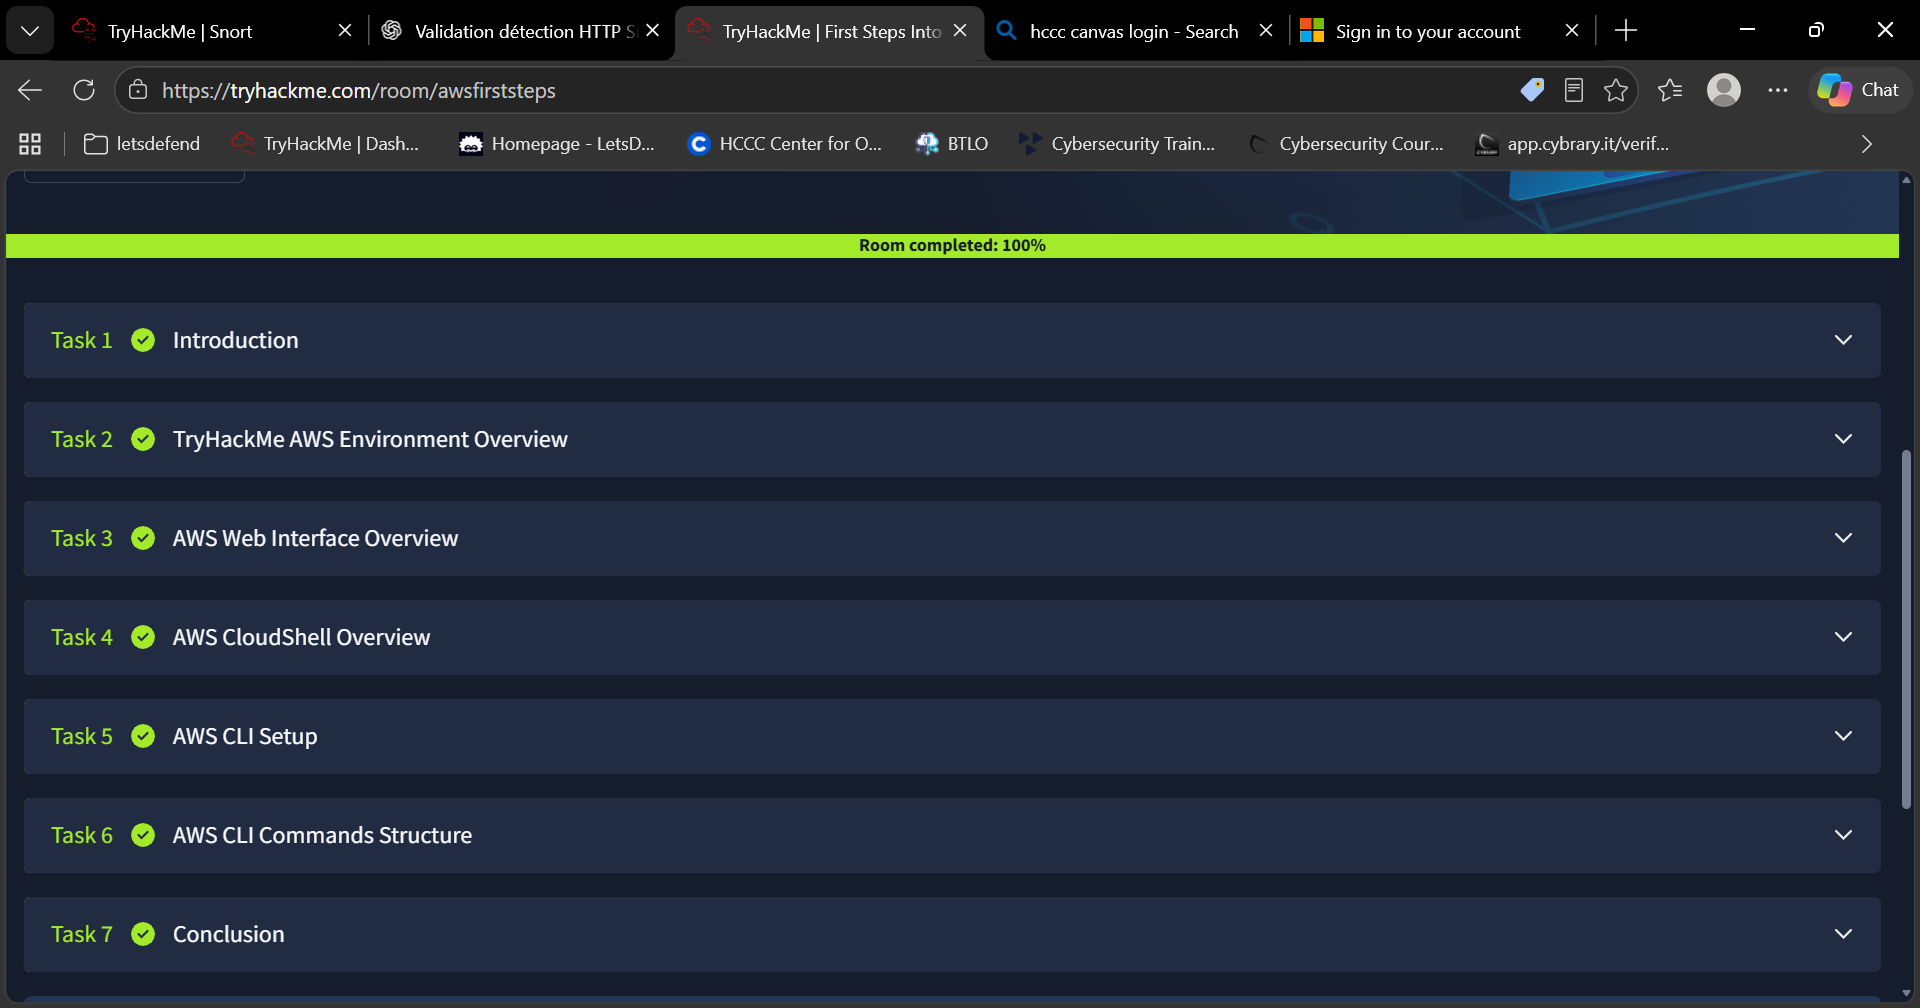 TryHackMe | Snort
Validation détection HTTP S
TryHackMe | First Steps Into
hccc canvas login - Search
Sign in to your account
https://tryhackme.com/room/awsfirststeps
Chat
letsdefend
TryHackMe | Dash...
Homepage - LetsD...
HCCC Center for O...
BTLO
Cybersecurity Train...
Cybersecurity Cour...
app.cybrary.it/verif...
Room completed: 100%
Task 1 Introduction
Task 2 TryHackMe AWS Environment Overview
Task 3 AWS Web Interface Overview
Task 4 AWS CloudShell Overview
Task 5 AWS CLI Setup
Task 6 AWS CLI Commands Structure
Task 7 Conclusion